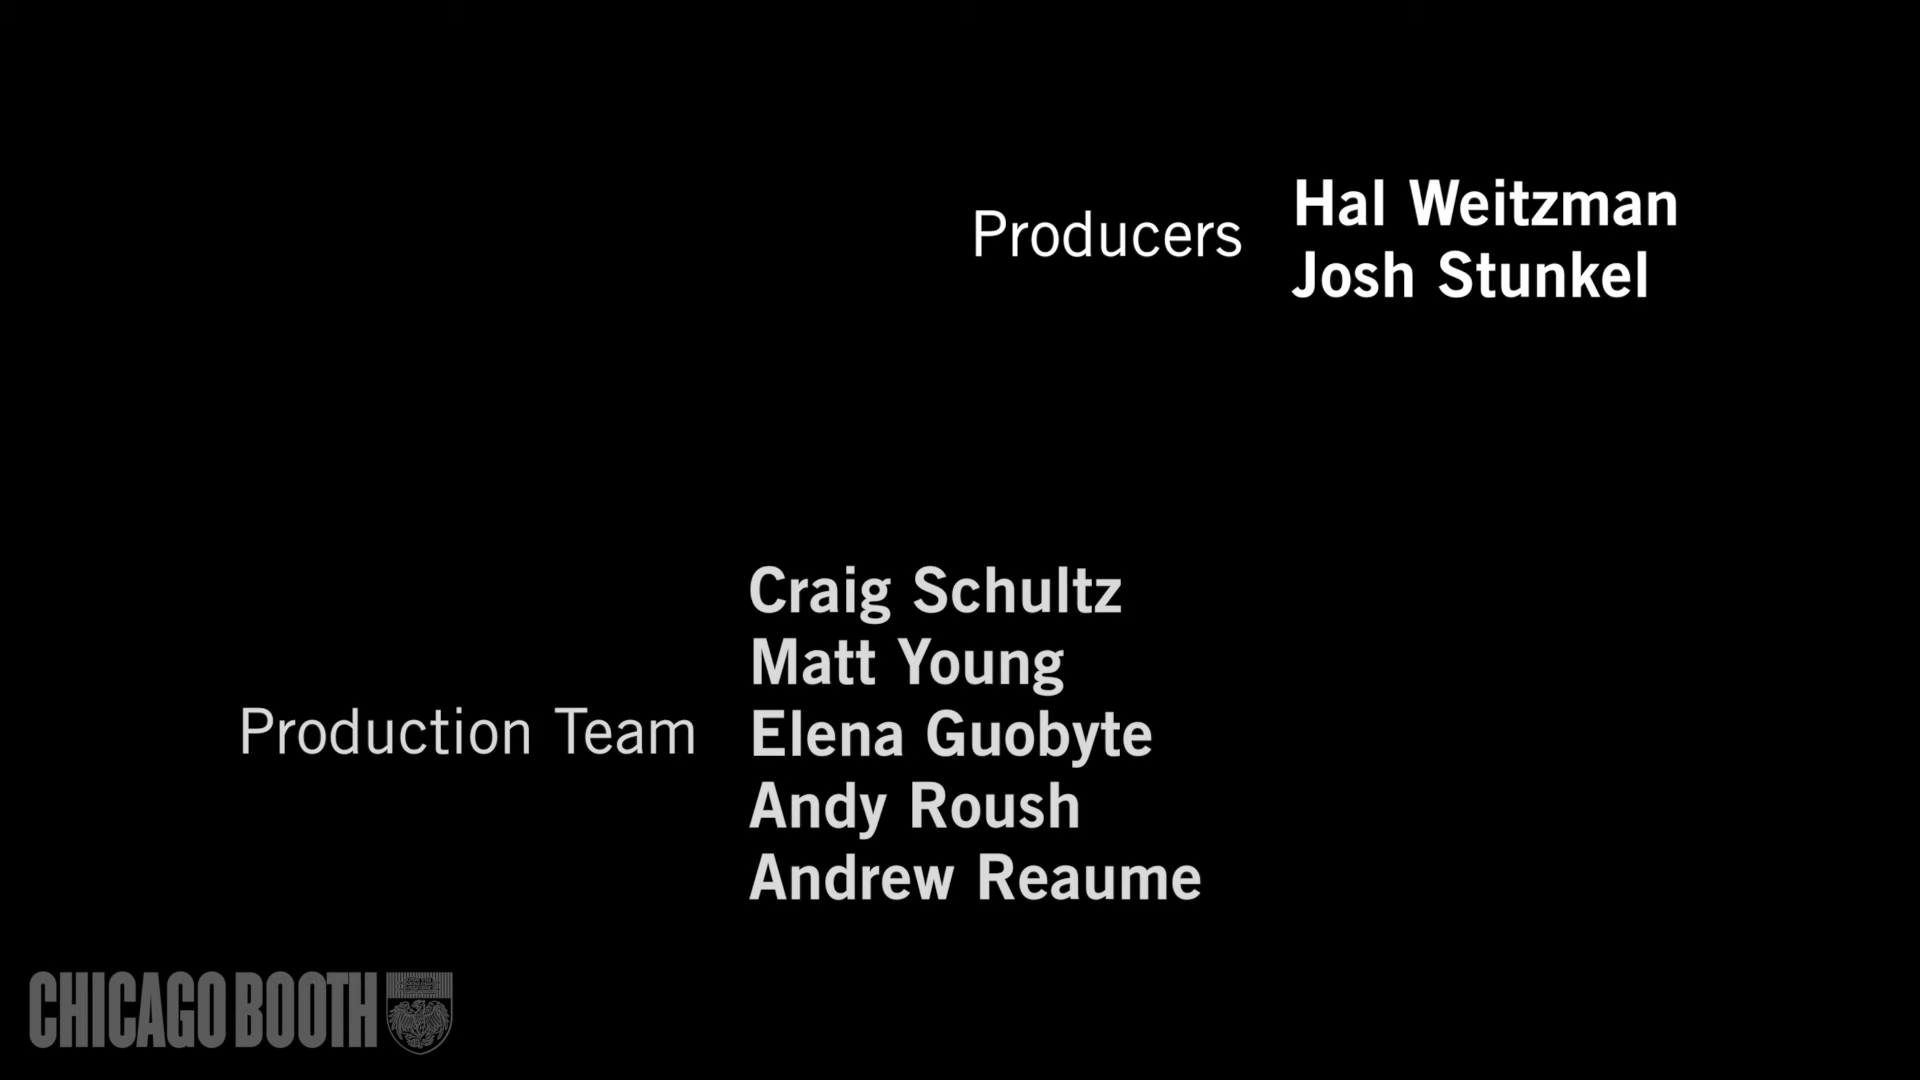 Producers
Hal Weitzman
Josh Stunkel
Production Team
Craig Schultz
Matt Young
Elena Guobyte
Andy Roush
Andrew Reaume
CHICAGO BOOTH